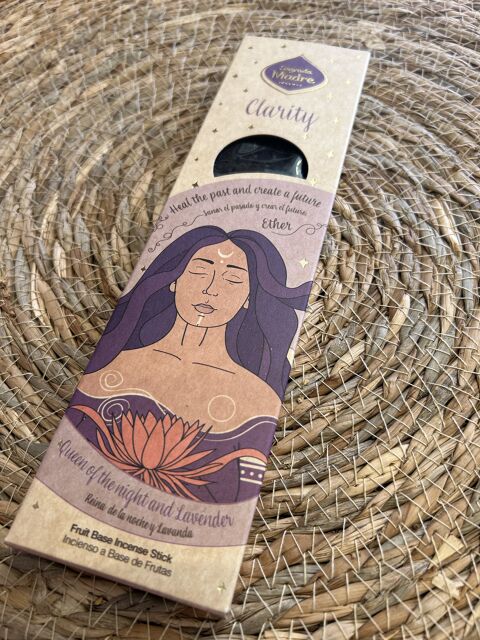 Sagrada
Madre
INCENSE
Clarity
Heal the past and create a future
Sanar el pasado y crear el futuro
Ether
Queen of the night and Lavender
Reina de la noche y Lavanda
Fruit Base Incense Stick
Incienso a Base de Frutas